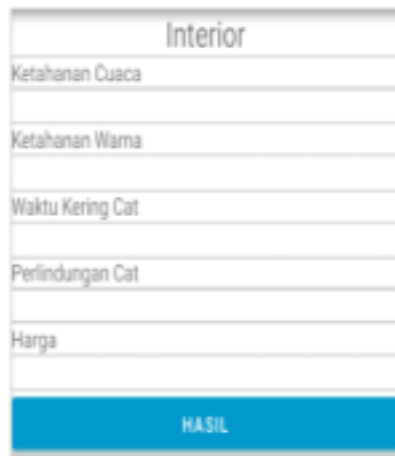 Interior
Ketahanan Cuaca
Ketahanan Warna
Waktu Kering Cat
Perlindungan Cat
Harga
HASIL